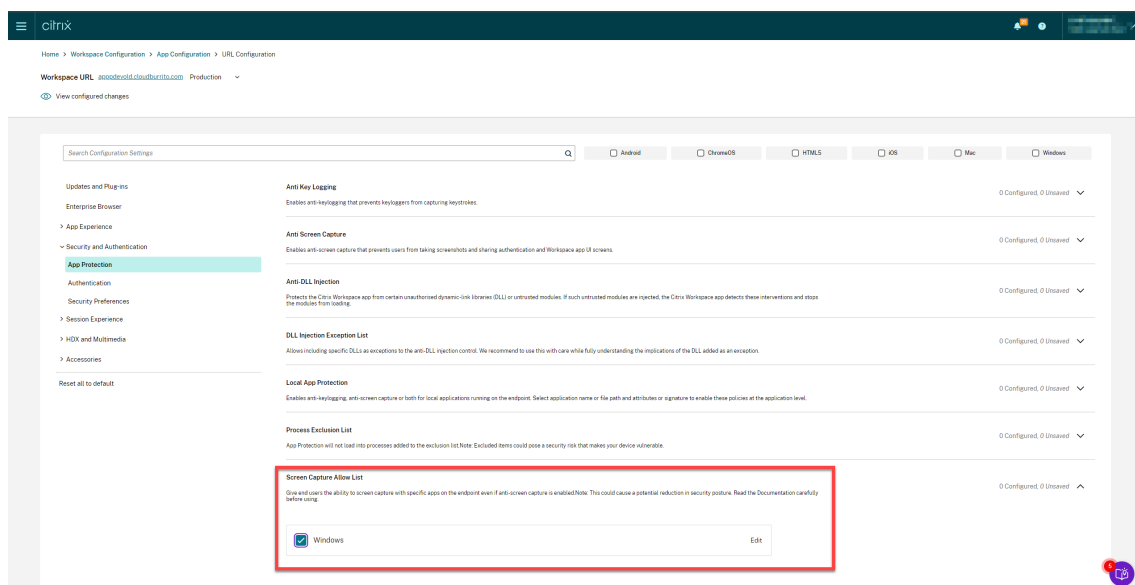 citrix
Home > Workspace Configuration > App Configuration > URL Configuration
Workspace URL apppdevold.cloudburrito.com Production
View configured changes
Search Configuration Settings
Android
ChromeOS
HTML5
iOS
Mac
Windows
Updates and Plug-ins
Enterprise Browser
App Experience
Security and Authentication
App Protection
Authentication
Security Preferences
Session Experience
HDX and Multimedia
Accessories
Reset all to default
Anti Key Logging
0 Configured, 0 Unsaved
Enables anti-keylogging that prevents keyloggers from capturing keystrokes.
Anti Screen Capture
0 Configured, 0 Unsaved
Enables anti-screen capture that prevents users from taking screenshots and sharing authentication and Workspace app UI screens.
Anti-DLL Injection
0 Configured, 0 Unsaved
Protects the Citrix Workspace app from certain unauthorised dynamic-link libraries (DLL) or untrusted modules. If such untrusted modules are injected, the Citrix Workspace app detects these interventions and stops
the modules from loading.
DLL Injection Exception List
0 Configured, 0 Unsaved
Allows including specific DLLs as exceptions to the anti-DLL injection control. We recommend to use this with care while fully understanding the implications of the DLL added as an exception.
Local App Protection
0 Configured, 0 Unsaved
Enables anti-keylogging, anti-screen capture or both for local applications running on the endpoint. Select application name or file path and attributes or signature to enable these policies at the application level.
Process Exclusion List
0 Configured, 0 Unsaved
App Protection will not load into processes added to the exclusion list.Note: Excluded items could pose a security risk that makes your device vulnerable.
Screen Capture Allow List
0 Configured, 0 Unsaved
Give end users the ability to screen capture with specific apps on the endpoint even if anti-screen capture is enabled.Note: This could cause a potential reduction in security posture. Read the Documentation carefully
before using.
Windows
Edit
5